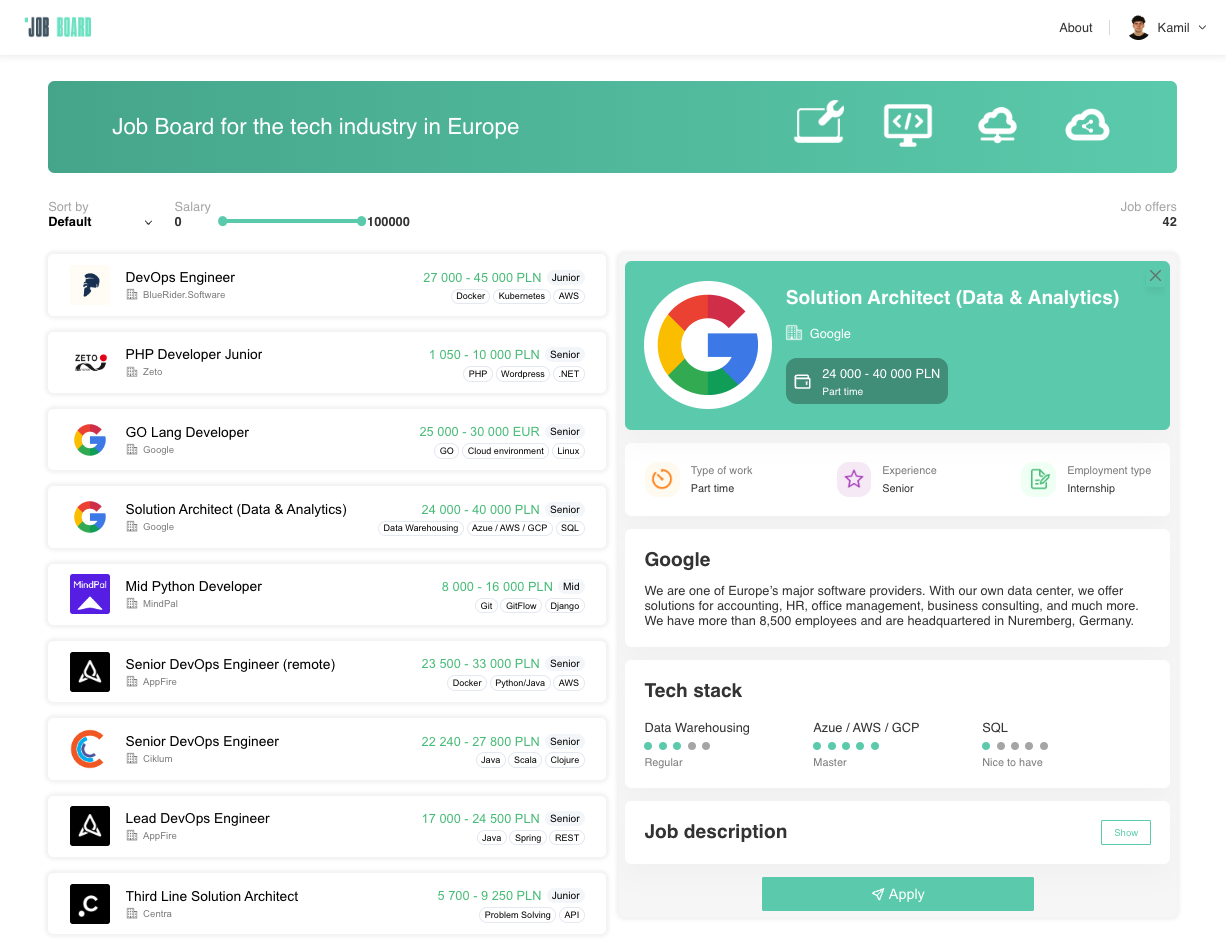 JOB BOARD
About
Kamil
Job Board for the tech industry in Europe
Sort by
Default
Salary
0
100000
Job offers
42
DevOps Engineer
27 000 - 45 000 PLN Junior
BlueRider.Software
Docker Kubernetes AWS
ZETO
PHP Developer Junior
1 050 - 10 000 PLN Senior
Zeto
PHP Wordpress .NET
GO Lang Developer
25 000 - 30 000 EUR Senior
Google
GO Cloud environment Linux
Solution Architect (Data & Analytics)
24 000 - 40 000 PLN Senior
Google
Data Warehousing Azue / AWS / GCP SQL
MindPal
Mid Python Developer
8 000 - 16 000 PLN Mid
MindPal
Git GitFlow Django
Senior DevOps Engineer (remote)
23 500 - 33 000 PLN Senior
AppFire
Docker Python/Java AWS
Senior DevOps Engineer
22 240 - 27 800 PLN Senior
Ciklum
Java Scala Clojure
Lead DevOps Engineer
17 000 - 24 500 PLN Senior
AppFire
Java Spring REST
.C
Third Line Solution Architect
5 700 - 9 250 PLN Junior
Centra
Problem Solving API
Solution Architect (Data & Analytics)
Google
24 000 - 40 000 PLN
Part time
Type of work
Part time
Experience
Senior
Employment type
Internship
Google
We are one of Europe’s major software providers. With our own data center, we offer
solutions for accounting, HR, office management, business consulting, and much more.
We have more than 8,500 employees and are headquartered in Nuremberg, Germany.
Tech stack
Data Warehousing
Regular
Azue / AWS / GCP
Master
SQL
Nice to have
Job description
Show
Apply